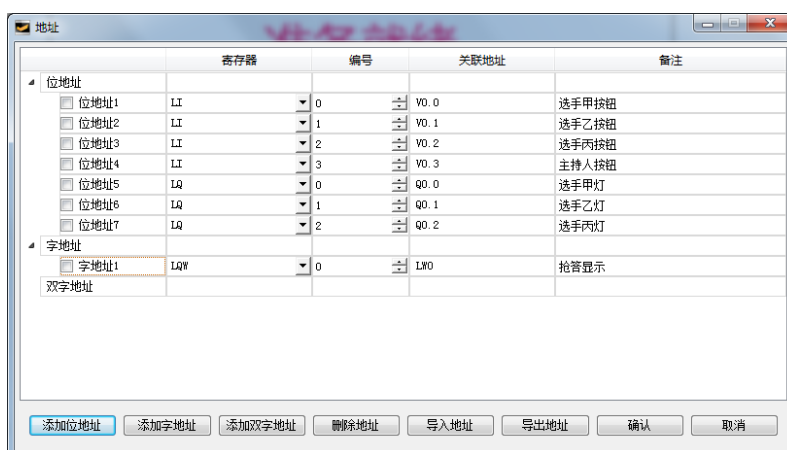 地址
寄存器 编号 关联地址 备注
位地址
位地址1 LI 0 V0.0 选手甲按钮
位地址2 LI 1 V0.1 选手乙按钮
位地址3 LI 2 V0.2 选手丙按钮
位地址4 LI 3 V0.3 主持人按钮
位地址5 LQ 0 Q0.0 选手甲灯
位地址6 LQ 1 Q0.1 选手乙灯
位地址7 LQ 2 Q0.2 选手丙灯
字地址
字地址1 LQW 0 LW0 抢答显示
双字地址
添加位地址 添加字地址 添加双字地址 删除地址 导入地址 导出地址 确认 取消